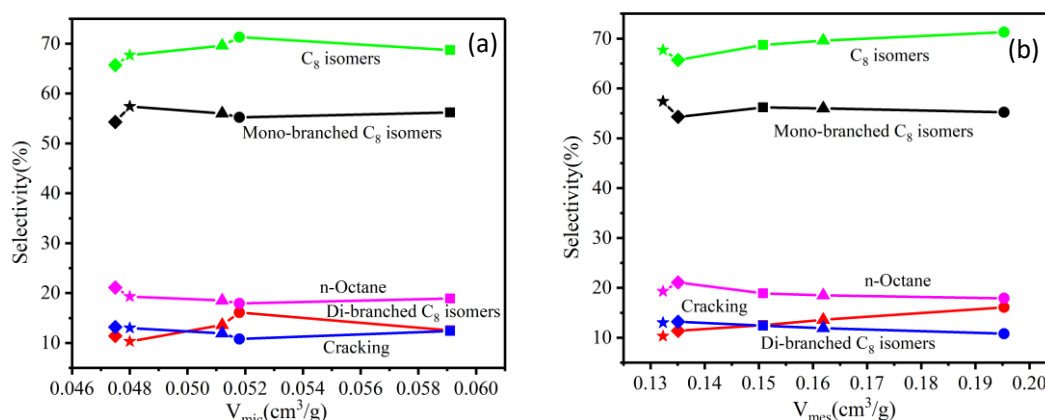 (a)
70
60
50
40
30
20
10
Selectivity(%)
C8 isomers
Mono-branched C8 isomers
n-Octane
Di-branched C8 isomers
Cracking
0.046 0.048 0.050 0.052 0.054 0.056 0.058 0.060
Vmic(cm³/g)
(b)
70
60
50
40
30
20
10
Selectivity(%)
C8 isomers
Mono-branched C8 isomers
n-Octane
Cracking
Di-branched C8 isomers
0.13 0.14 0.15 0.16 0.17 0.18 0.19 0.20
Vmes(cm³/g)